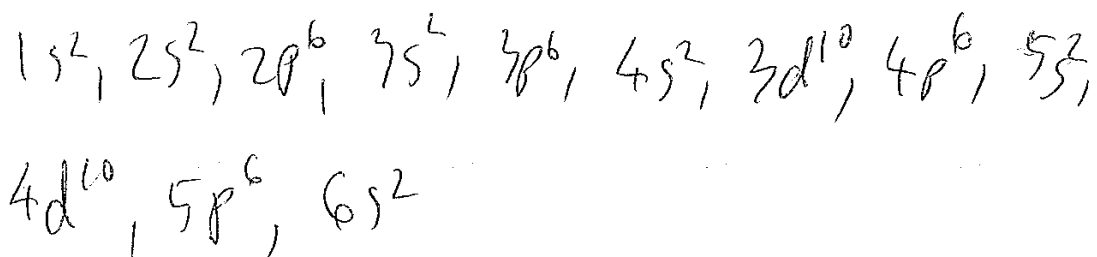 1s², 2s², 2p⁶, 3s², 3p⁶, 4s², 3d¹⁰, 4p⁶, 5s²,
4d¹⁰, 5p⁶, 6s²